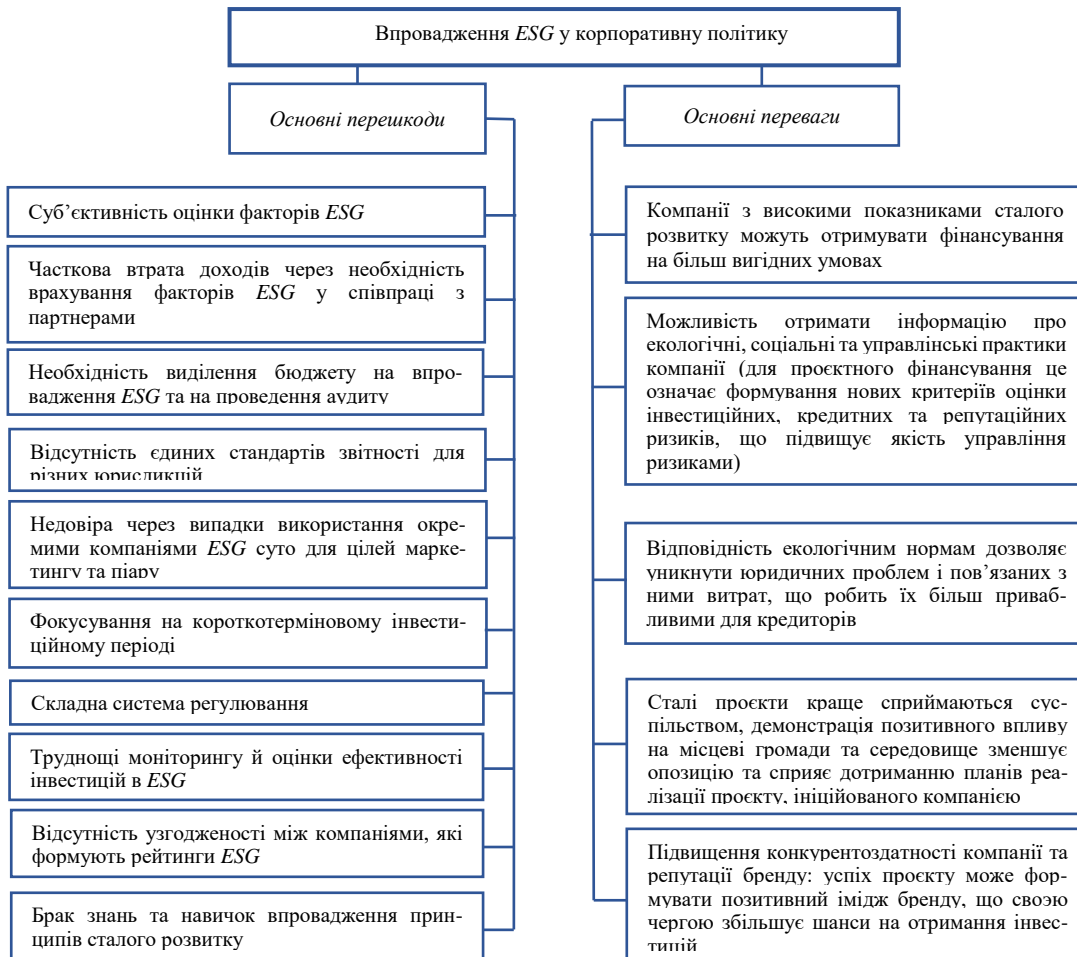 Впровадження ESG у корпоративну політику
Основні перешкоди
Суб’єктивність оцінки факторів ESG
Часткова втрата доходів через необхідність
врахування факторів ESG у співпраці з
партнерами
Необхідність виділення бюджету на впро-
вадження ESG та на проведення аудиту
Відсутність єдиних стандартів звітності для
різних юрисдикцій
Недовіра через випадки використання окре-
мими компаніями ESG суто для цілей марке-
тингу та піару
Фокусування на короткотерміновому інвести-
ційному періоді
Складна система регулювання
Труднощі моніторингу й оцінки ефективності
інвестицій в ESG
Відсутність узгодженості між компаніями, які
формують рейтинги ESG
Брак знань та навичок впровадження прин-
ципів сталого розвитку
Основні переваги
Компанії з високими показниками сталого
розвитку можуть отримувати фінансування
на більш вигідних умовах
Можливість отримати інформацію про
екологічні, соціальні та управлінські практики
компанії (для проєктного фінансування це
означає формування нових критеріїв оцінки
інвестиційних, кредитних та репутаційних
ризиків, що підвищує якість управління
ризиками)
Відповідність екологічним нормам дозволяє
уникнути юридичних проблем і пов’язаних з
ними витрат, що робить їх більш приваб-
ливими для кредиторів
Сталі проєкти краще сприймаються сус-
пільством, демонстрація позитивного впливу
на місцеві громади та середовище зменшує
опозицію та сприяє дотриманню планів реа-
лізації проєкту, ініційованого компанією
Підвищення конкурентоздатності компанії та
репутації бренду: успіх проєкту може фор-
мувати позитивний імідж бренду, що своєю
чергою збільшує шанси на отримання інвес-
тицій